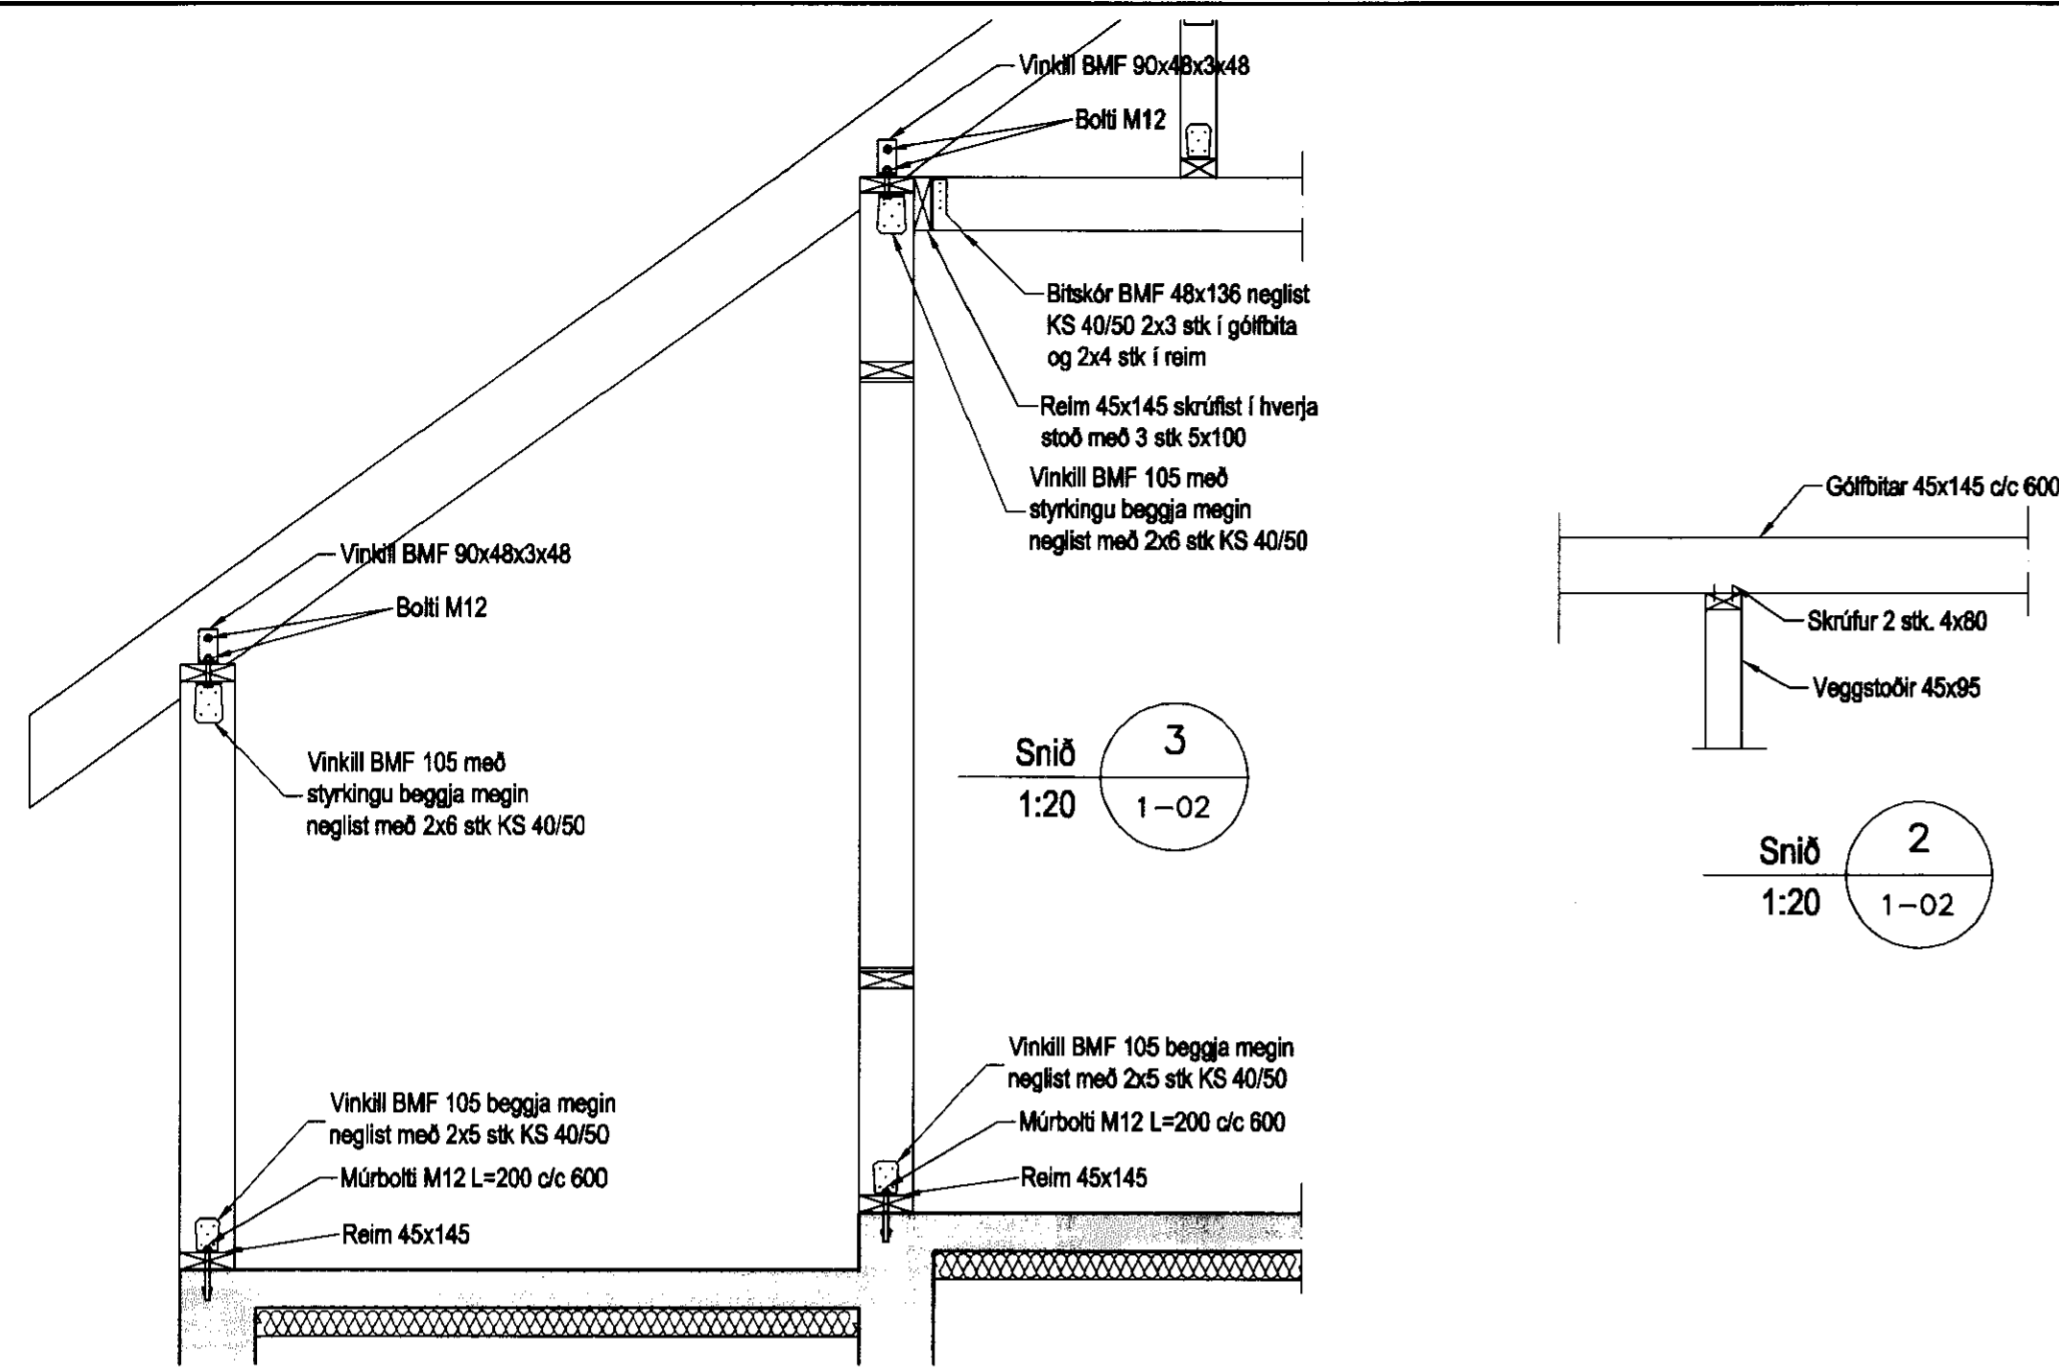 Vinkill BMF 90x48x3x48
Bolti M12
Bitskór BMF 48x136 neglist
KS 40/50 2x3 stk í gólfbita
og 2x4 stk í reim
Reim 45x145 skrúfist í hverja
stoð með 3 stk 5x100
Vinkill BMF 105 með
styrkingu beggja megin
neglist með 2x6 stk KS 40/50
Vinkill BMF 90x48x3x48
Bolti M12
Vinkill BMF 105 með
styrkingu beggja megin
neglist með 2x6 stk KS 40/50
Snið
1:20
3
1-02
Vinkill BMF 105 beggja megin
neglist með 2x5 stk KS 40/50
Múrbolti M12 L=200 c/c 600
Reim 45x145
Vinkill BMF 105 beggja megin
neglist með 2x5 stk KS 40/50
Múrbolti M12 L=200 c/c 600
Reim 45x145
Gólfbitar 45x145 c/c 600
Skrúfur 2 stk. 4x80
Veggstoðir 45x95
Snið
1:20
2
1-02